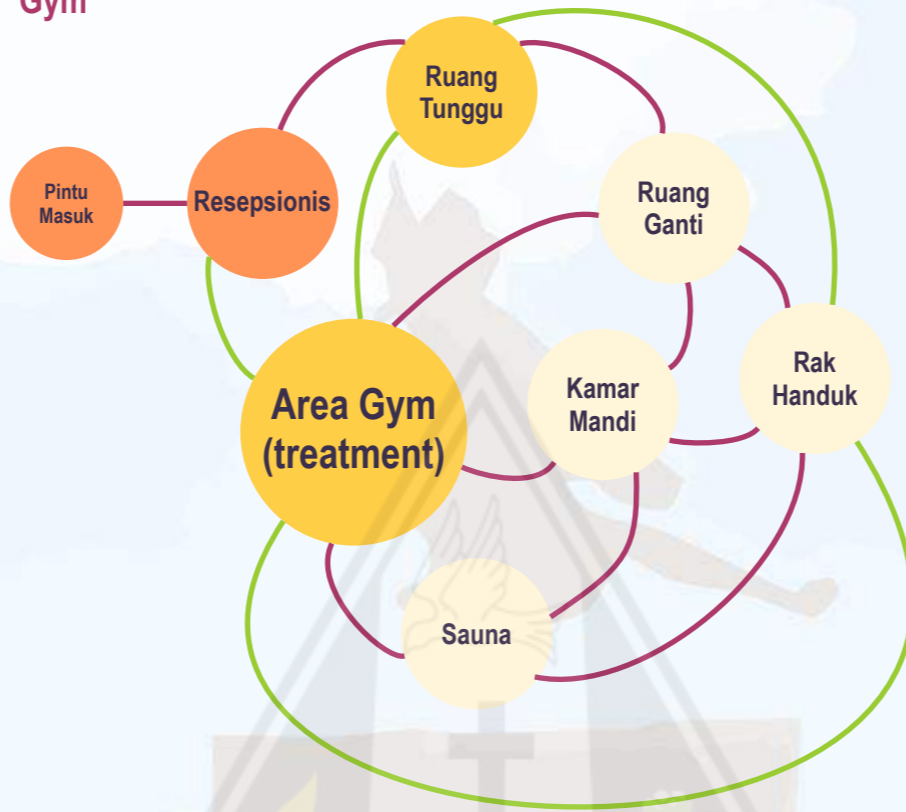 Gym
Ruang
Tunggu
Pintu
Masuk
Resepsionis
Ruang
Ganti
Area Gym
(treatment)
Kamar
Mandi
Rak
Handuk
Sauna